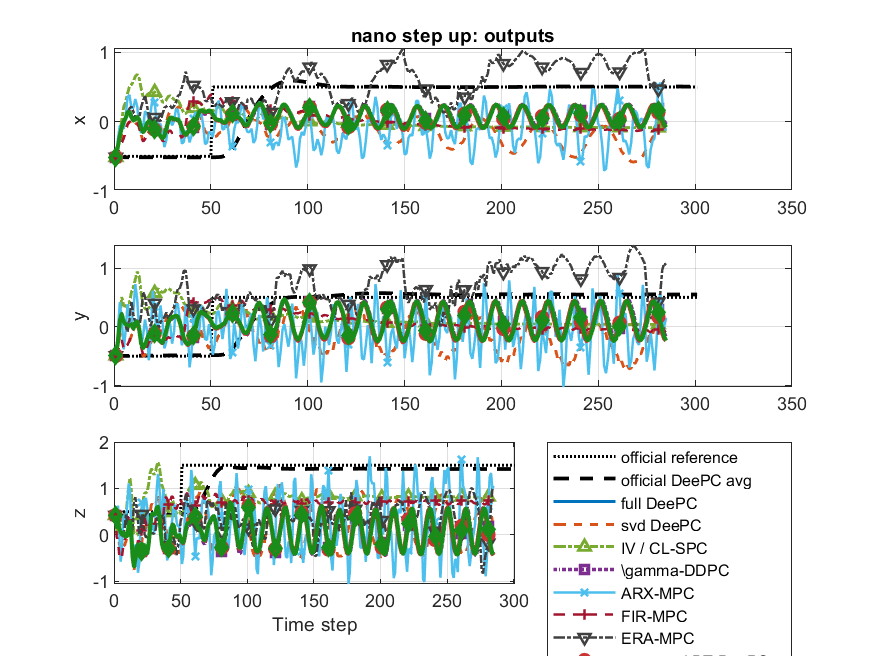 nano step up: outputs
1
0
-1
x
0
50
100
150
200
250
300
350
1
0
-1
y
0
50
100
150
200
250
300
350
2
1
0
-1
z
0
50
100
150
200
250
300
Time step
official reference
official DeePC avg
full DeePC
svd DeePC
IV / CL-SPC
\gamma-DDPC
ARX-MPC
FIR-MPC
ERA-MPC